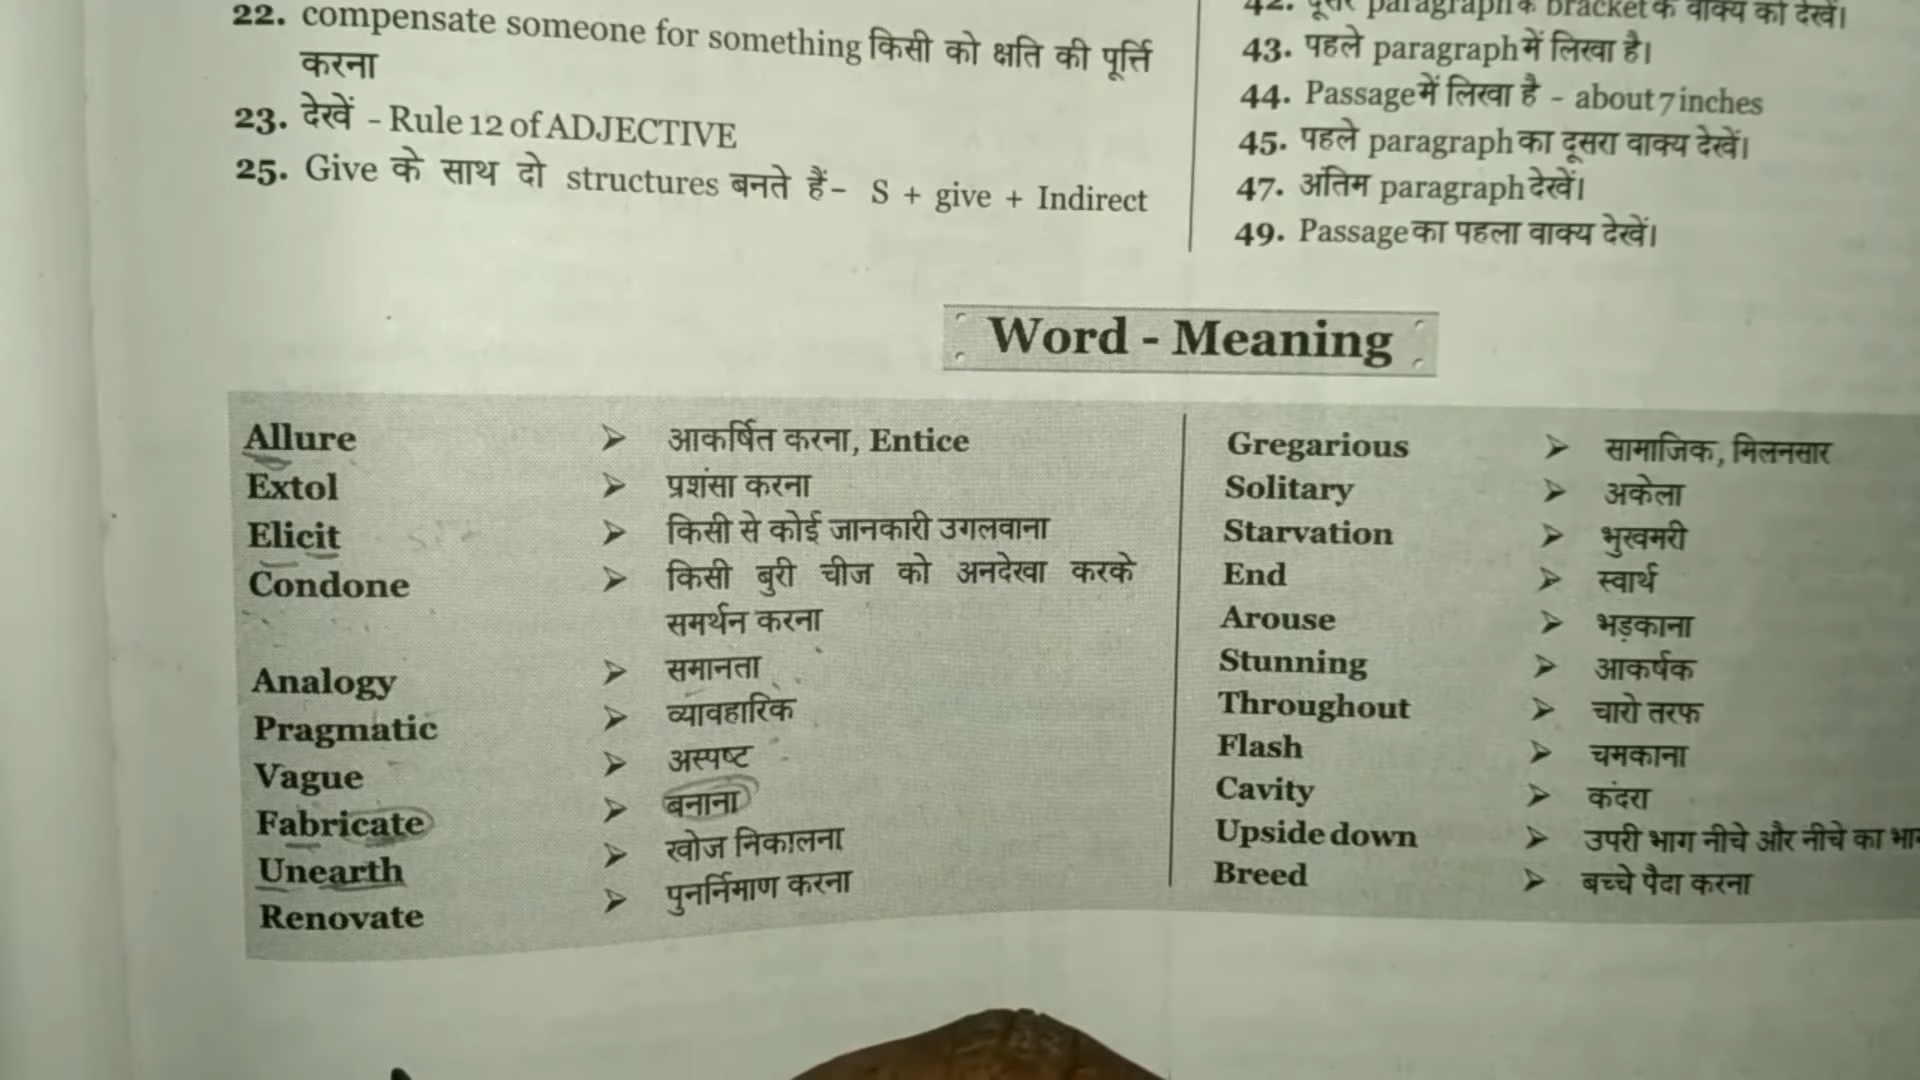 22. compensate someone for something किसी को क्षति की पूर्त्ति
करना
23. देखें - Rule 12 of ADJECTIVE
25. Give के साथ दो structures बनते हैं- S + give + Indirect
42. दूसरे paragraph के bracket के वाक्य को देखें।
43. पहले paragraph में लिखा है।
44. Passage में लिखा है - about 7 inches
45. पहले paragraph का दूसरा वाक्य देखें।
47. अंतिम paragraph देखें।
49. Passage का पहला वाक्य देखें।
Word - Meaning
Allure ➢ आकर्षित करना, Entice
Extol ➢ प्रशंसा करना
Elicit ➢ किसी से कोई जानकारी उगलवाना
Condone ➢ किसी बुरी चीज को अनदेखा करके
समर्थन करना
Analogy ➢ समानता
Pragmatic ➢ व्यावहारिक
Vague ➢ अस्पष्ट
Fabricate ➢ बनाना
Unearth ➢ खोज निकालना
Renovate ➢ पुनर्निमाण करना
Gregarious ➢ सामाजिक, मिलनसार
Solitary ➢ अकेला
Starvation ➢ भुखमरी
End ➢ स्वार्थ
Arouse ➢ भड़काना
Stunning ➢ आकर्षक
Throughout ➢ चारो तरफ
Flash ➢ चमकाना
Cavity ➢ कंदरा
Upside down ➢ उपरी भाग नीचे और नीचे का
Breed ➢ बच्चे पैदा करना